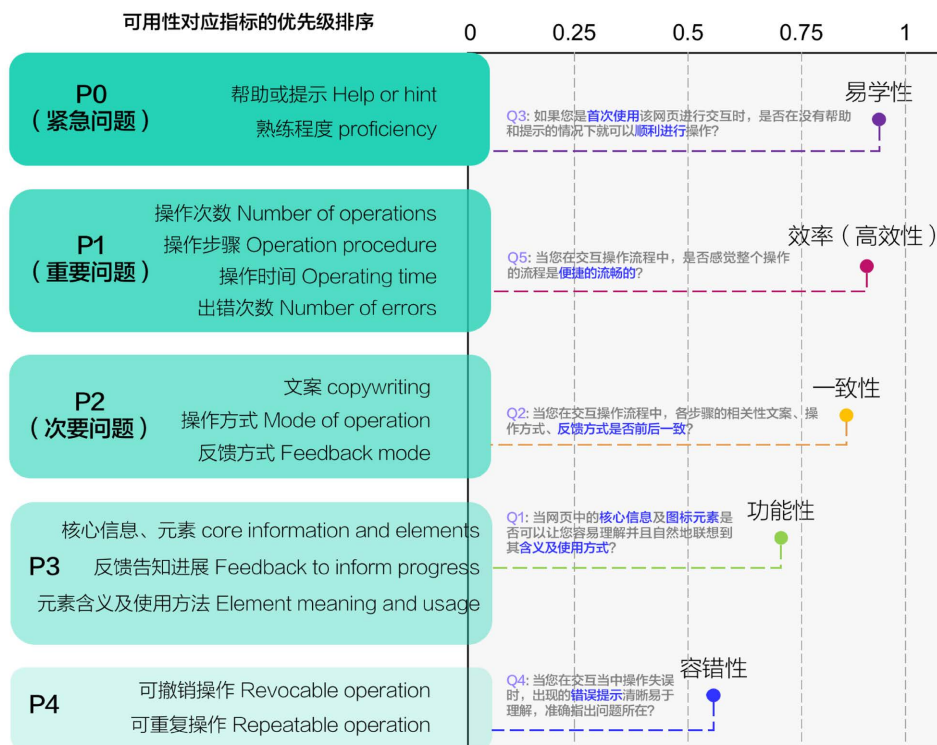 可用性对应指标的优先级排序
0 0.25 0.5 0.75 1
P0
（紧急问题）
帮助或提示 Help or hint
熟练程度 proficiency
易学性
Q3: 如果您是首次使用该网页进行交互时，是否在没有帮助
和提示的情况下就可以顺利进行操作?
P1
（重要问题）
操作次数 Number of operations
操作步骤 Operation procedure
操作时间 Operating time
出错次数 Number of errors
效率（高效性）
Q5: 当您在交互操作流程中，是否感觉整个操作
的流程是便捷的流畅的?
P2
（次要问题）
文案 copywriting
操作方式 Mode of operation
反馈方式 Feedback mode
一致性
Q2: 当您在交互操作流程中，各步骤的相关性文案、操
作方式、反馈方式是否前后一致?
P3
核心信息、元素 core information and elements
反馈告知进展 Feedback to inform progress
元素含义及使用方法 Element meaning and usage
功能性
Q1: 当网页中的核心信息及图标元素是
否可以让您容易理解并且自然地联想到
其含义及使用方式?
P4
可撤销操作 Revocable operation
可重复操作 Repeatable operation
容错性
Q4: 当您在交互当中操作失误
时，出现的错误提示清晰易于
理解，准确指出问题所在?